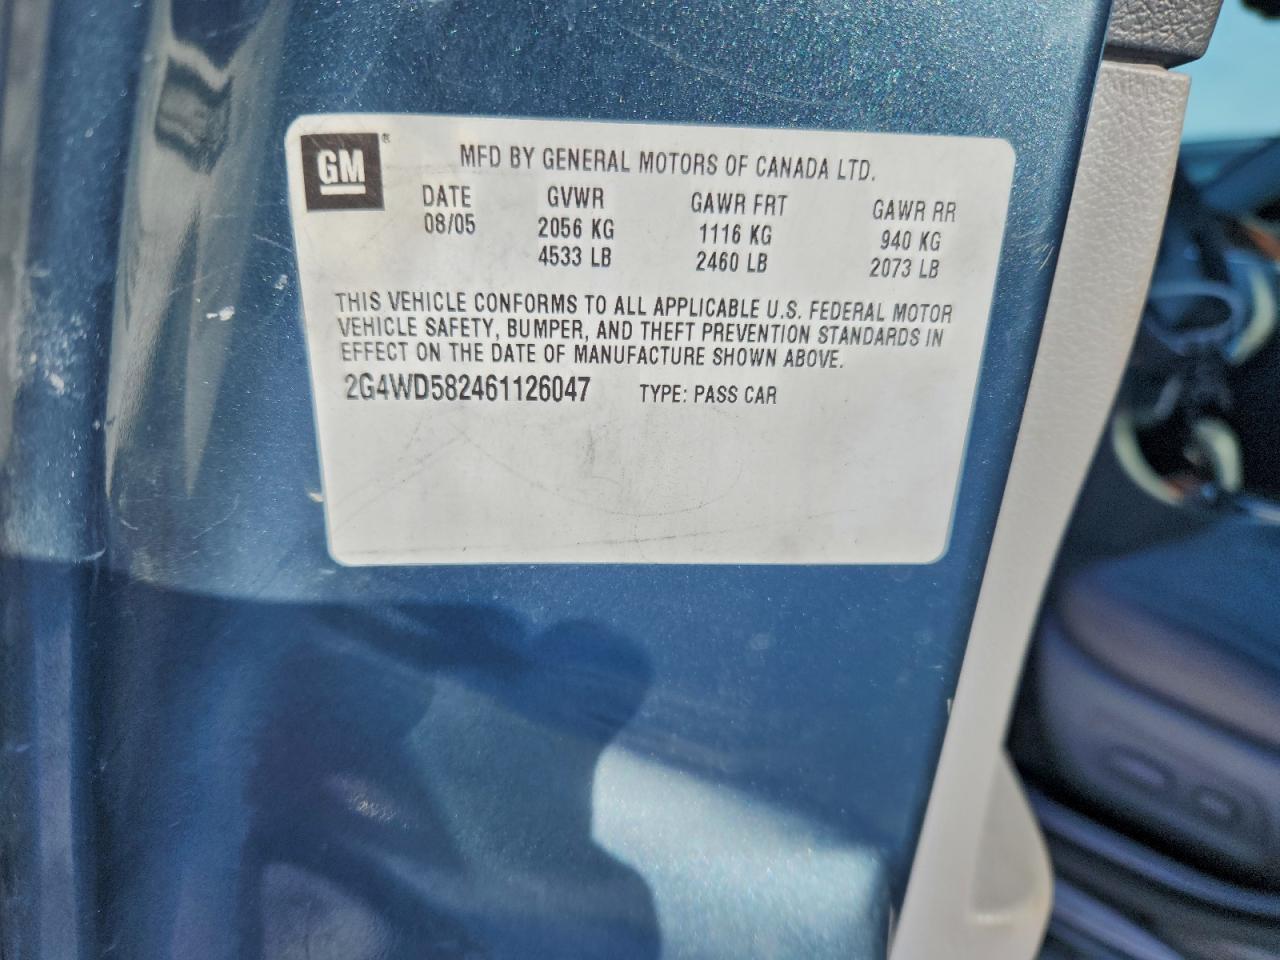 GM ®
MFD BY GENERAL MOTORS OF CANADA LTD.
DATE GVWR GAWR FRT GAWR RR
08/05 2056 KG 1116 KG 940 KG
4533 LB 2460 LB 2073 LB
THIS VEHICLE CONFORMS TO ALL APPLICABLE U.S. FEDERAL MOTOR
VEHICLE SAFETY, BUMPER, AND THEFT PREVENTION STANDARDS IN
EFFECT ON THE DATE OF MANUFACTURE SHOWN ABOVE.
2G4WD582461126047 TYPE: PASS CAR